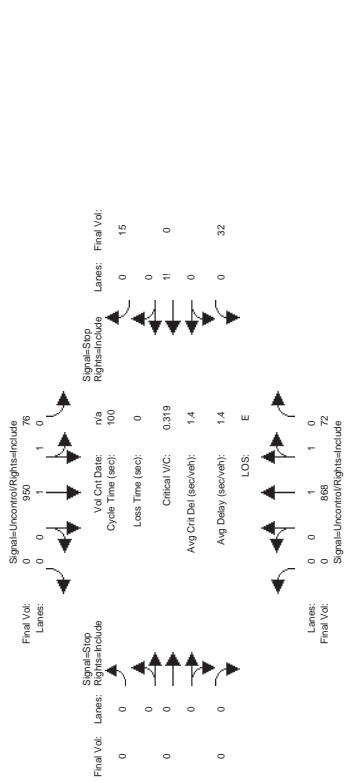 Signal=Uncontrol/Rights=Include
Final Vol: 0 950 76
Lanes: 0 0 1 1 0
Signal=Stop Signal=Stop
Final Vol: Lanes: Rights=Include Vol Cnt Date: n/a Rights=Include Lanes: Final Vol:
Cycle Time (sec): 100
0 0 0 15
Loss Time (sec): 0
0 0
0 0 Critical V/C: 0.319 1! 0
0 Avg Crit Del (sec/veh): 1.4 0
0 0 Avg Delay (sec/veh): 1.4 0 32
LOS: E
Lanes: 0 0 1 1 0
Final Vol: 0 868 72
Signal=Uncontrol/Rights=Include